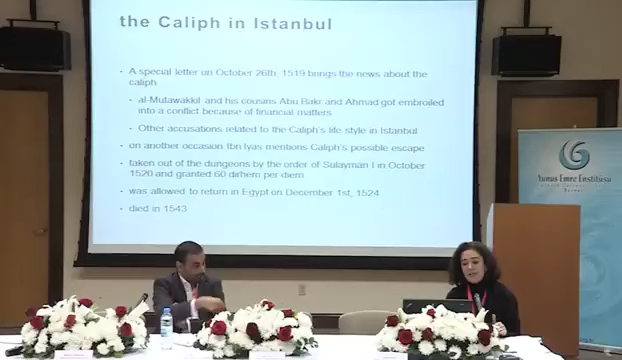 the Caliph in Istanbul
• A special letter on October 26th, 1519 brings the news about the
caliph
• al-Mutawakkil and his cousins Abu Bakr and Ahmad got embroiled
into a conflict because of financial matters
• Other accusations related to the Caliph's life style in Istanbul
• on another occasion Ibn Iyas mentions Caliph's possible escape
• taken out of the dungeons by the order of Sulayman I in October
1520 and granted 60 dirhem per diem
• was allowed to return in Egypt on December 1st, 1524
• died in 1543
Yunus Emre Enstitüsu